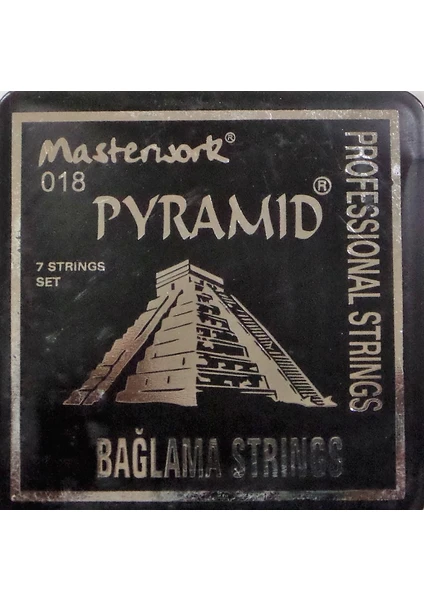 Masterwork®
018
PYRAMID®
7 STRINGS
SET
BAĞLAMA STRINGS
PROFESSIONAL STRINGS